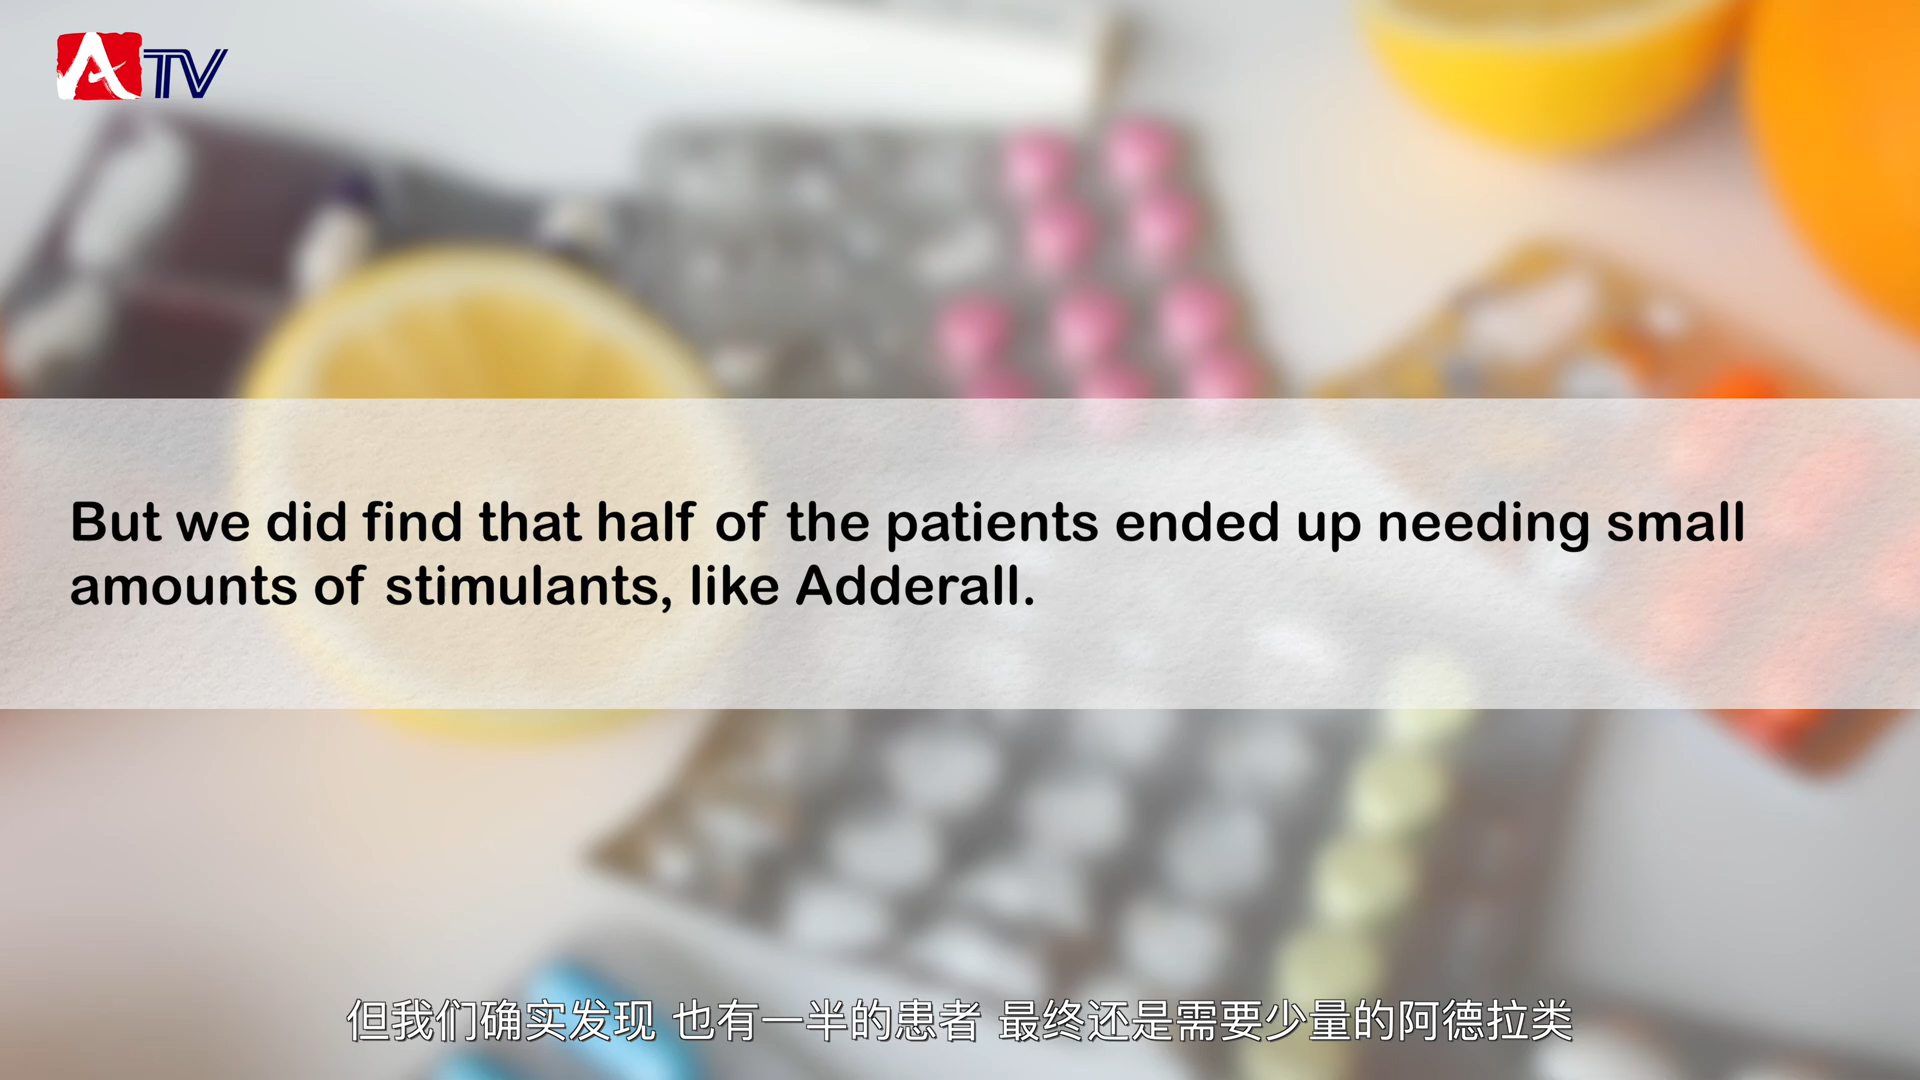 ATV
But we did find that half of the patients ended up needing small
amounts of stimulants, like Adderall.
但我们确实发现 也有一半的患者 最终还是需要少量的阿德拉类